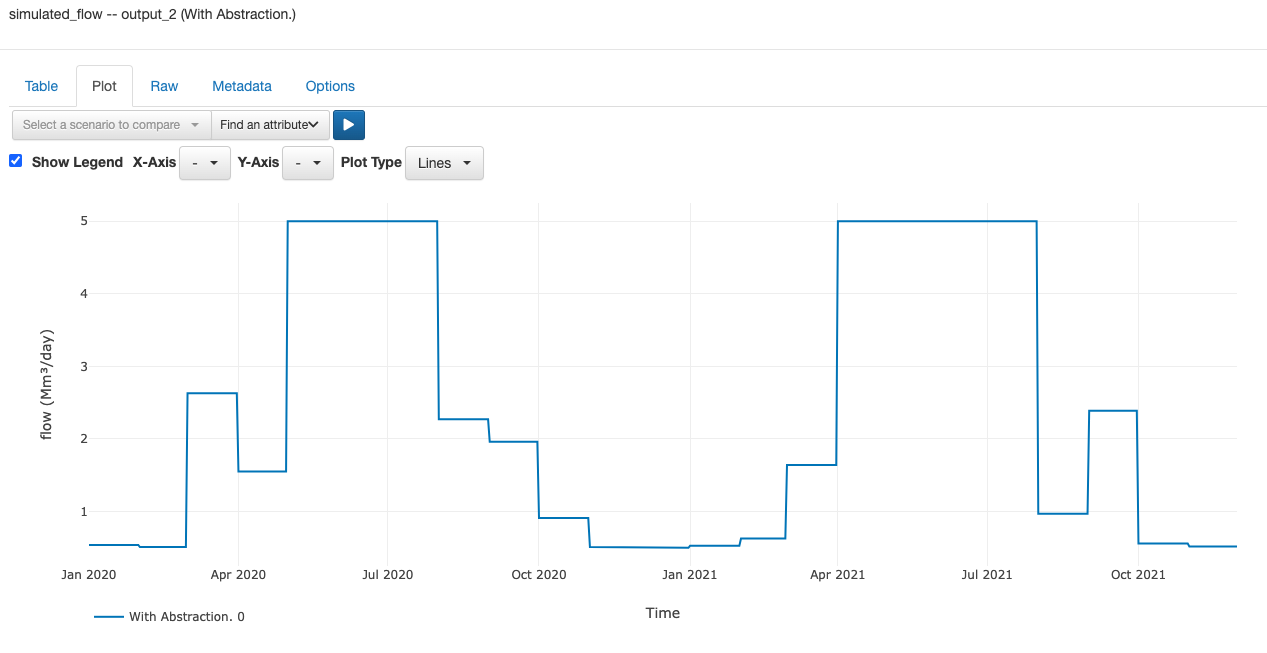 simulated_flow -- output_2 (With Abstraction.)
Table Plot Raw Metadata Options
Select a scenario to compare Find an attribute
Show Legend X-Axis - Y-Axis - Plot Type Lines
5
4
3
2
1
flow (Mm³/day)
Jan 2020 Apr 2020 Jul 2020 Oct 2020 Jan 2021 Apr 2021 Jul 2021 Oct 2021
Time
With Abstraction. 0